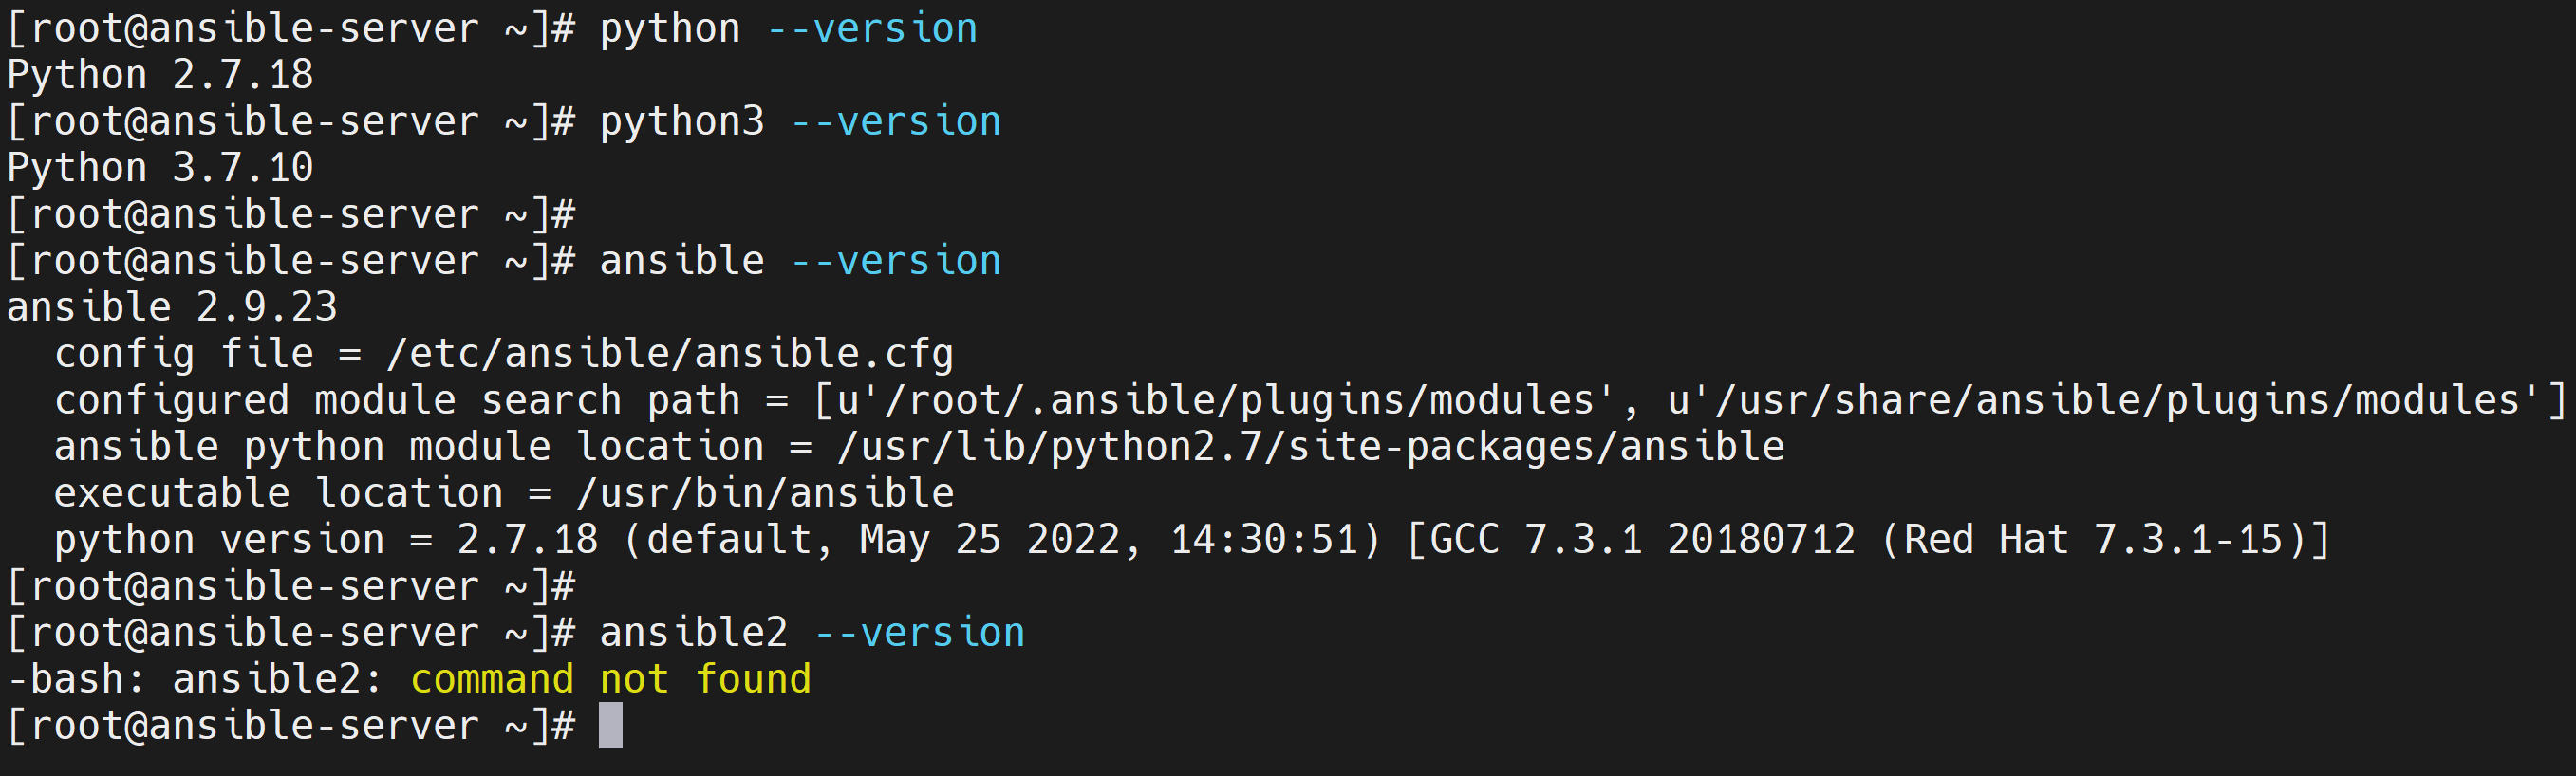 [root@ansible-server ~]# python --version
Python 2.7.18
[root@ansible-server ~]# python3 --version
Python 3.7.10
[root@ansible-server ~]#
[root@ansible-server ~]# ansible --version
ansible 2.9.23
  config file = /etc/ansible/ansible.cfg
  configured module search path = [u'/root/.ansible/plugins/modules', u'/usr/share/ansible/plugins/modules']
  ansible python module location = /usr/lib/python2.7/site-packages/ansible
  executable location = /usr/bin/ansible
  python version = 2.7.18 (default, May 25 2022, 14:30:51) [GCC 7.3.1 20180712 (Red Hat 7.3.1-15)]
[root@ansible-server ~]#
[root@ansible-server ~]# ansible2 --version
-bash: ansible2: command not found
[root@ansible-server ~]#